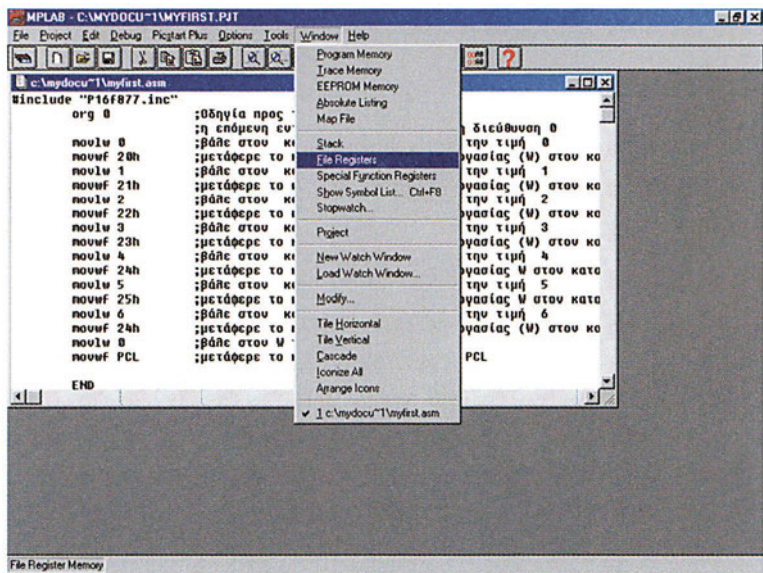 MPLAB - C:\MYDOCU~1\MYFIRST.PJT
File Project Edit Debug Picstart Plus Options Tools Window Help
c:\mydocu~1\myfirst.asm
#include "P16F877.inc"
org 0 ;Οδηγία προς
;η επόμενη εν διεύθυνση 0
movlw 0 ;βάλε στον κα την τιμή 0
movwf 20h ;μετάφερε το εργασίας (W) στον κα
movlw 1 ;βάλε στον κα την τιμή 1
movwf 21h ;μετάφερε το γασίας (W) στον κα
movlw 2 ;βάλε στον κα την τιμή 2
movwf 22h ;μετάφερε το γασίας (W) στον κα
movlw 3 ;βάλε στον κα την τιμή 3
movwf 23h ;μετάφερε το γασίας (W) στον κα
movlw 4 ;βάλε στον κα την τιμή 4
movwf 24h ;μετάφερε το γασίας W στον κατα
movlw 5 ;βάλε στον κα την τιμή 5
movwf 25h ;μετάφερε το γασίας W στον κατα
movlw 6 ;βάλε στον κα την τιμή 6
movwf 24h ;μετάφερε το γασίας (W) στον κα
movlw 0 ;βάλε στον W
movwf PCL ;μετάφερε το PCL
END
Program Memory
Trace Memory
EEPROM Memory
Absolute Listing
Map File
Stack
File Registers
Special Function Registers
Show Symbol List... Ctrl+F8
Stopwatch...
Project
New Watch Window
Load Watch Window...
Modify...
Tile Horizontal
Tile Vertical
Cascade
Iconize All
Arrange Icons
1 c:\mydocu~1\myfirst.asm
File Register Memory